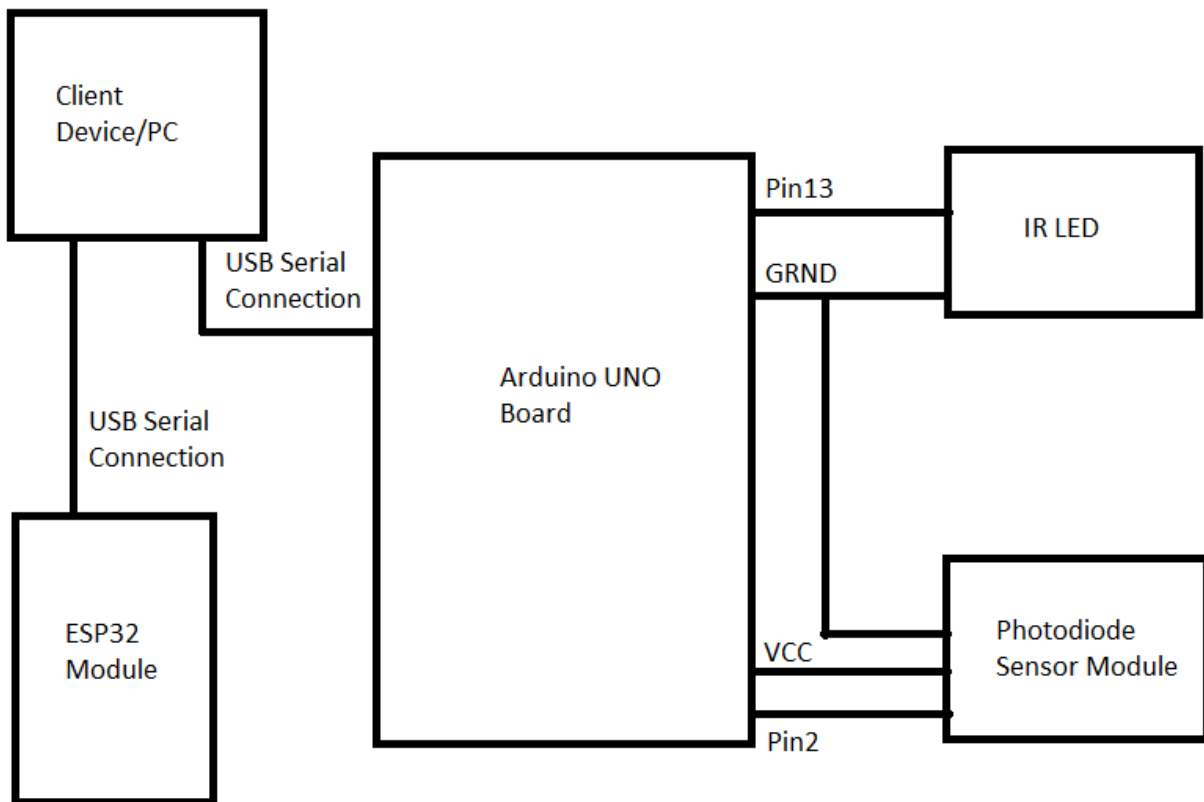 Client
Device/PC
USB Serial
Connection
USB Serial
Connection
ESP32
Module
Arduino UNO
Board
Pin13
GRND
IR LED
VCC
Pin2
Photodiode
Sensor Module